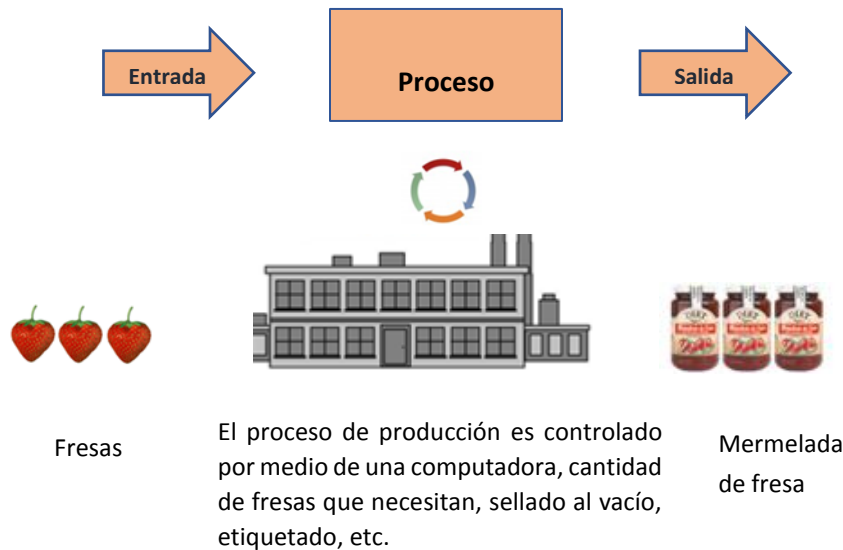 Entrada
Proceso
Salida
Fresas
El proceso de producción es controlado
por medio de una computadora, cantidad
de fresas que necesitan, sellado al vacío,
etiquetado, etc.
Mermelada
de fresa